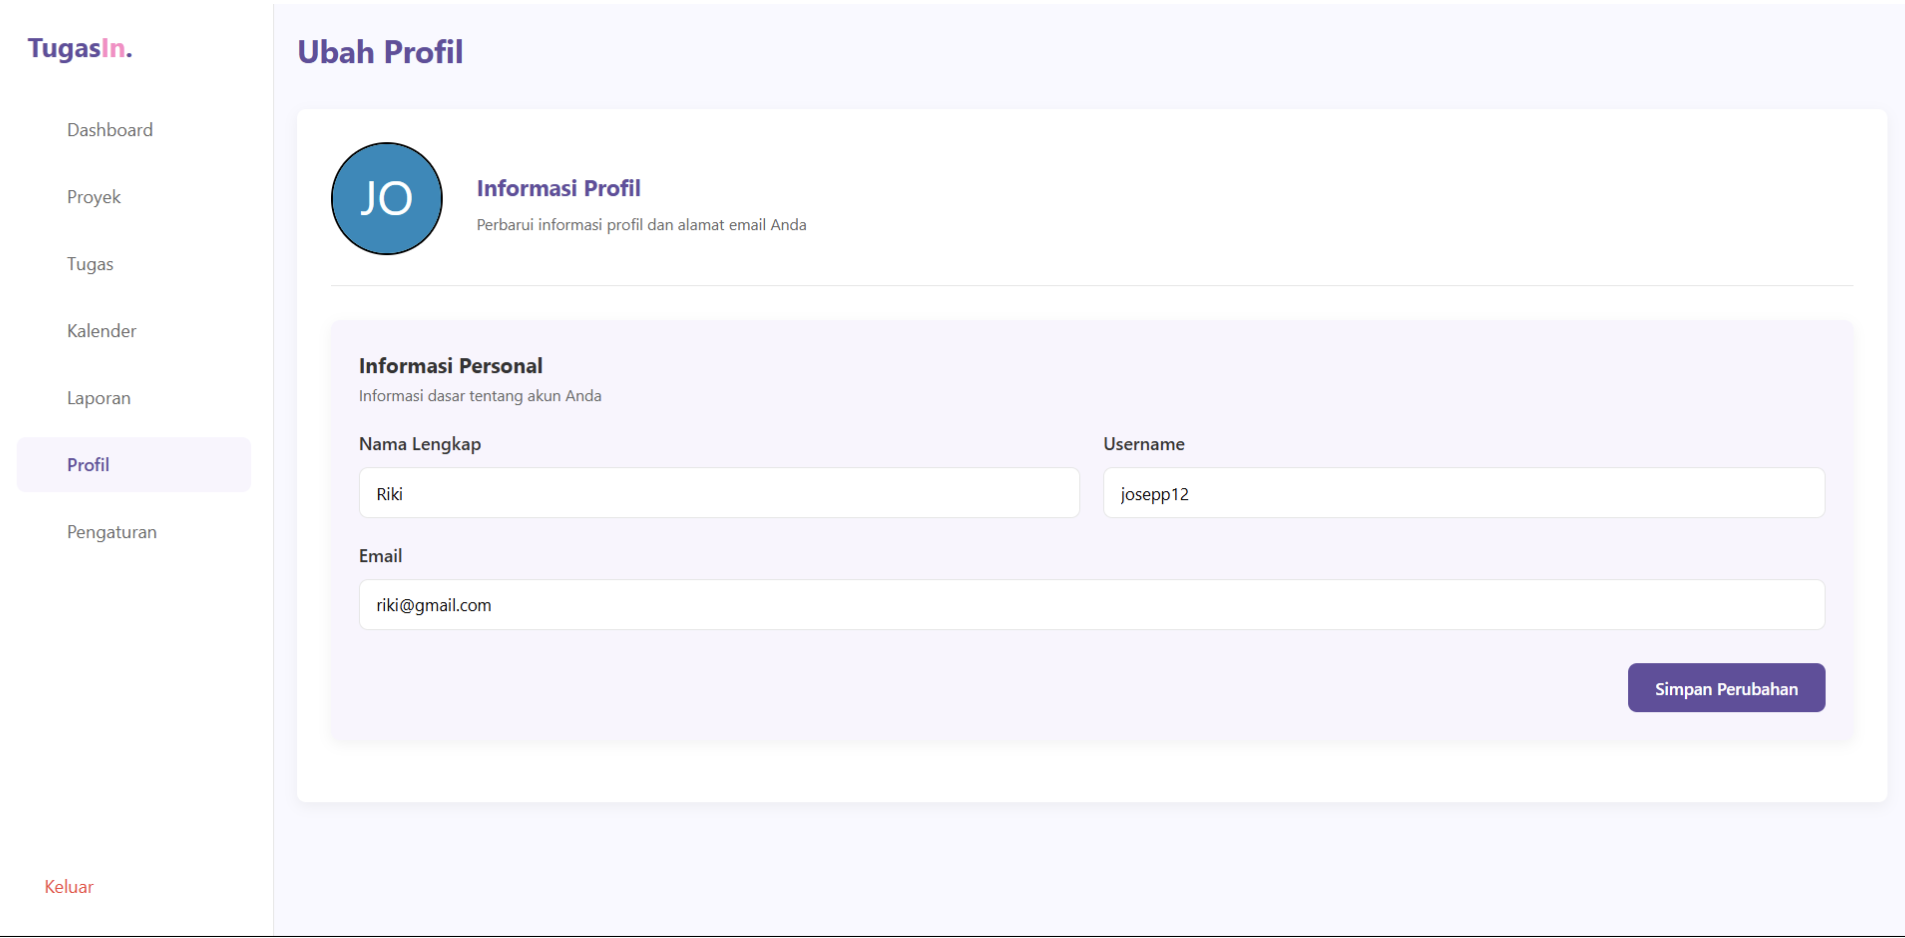 TugasIn.
Dashboard
Proyek
Tugas
Kalender
Laporan
Profil
Pengaturan
Keluar
Ubah Profil
JO
Informasi Profil
Perbarui informasi profil dan alamat email Anda
Informasi Personal
Informasi dasar tentang akun Anda
Nama Lengkap
Riki
Username
josepp12
Email
riki@gmail.com
Simpan Perubahan